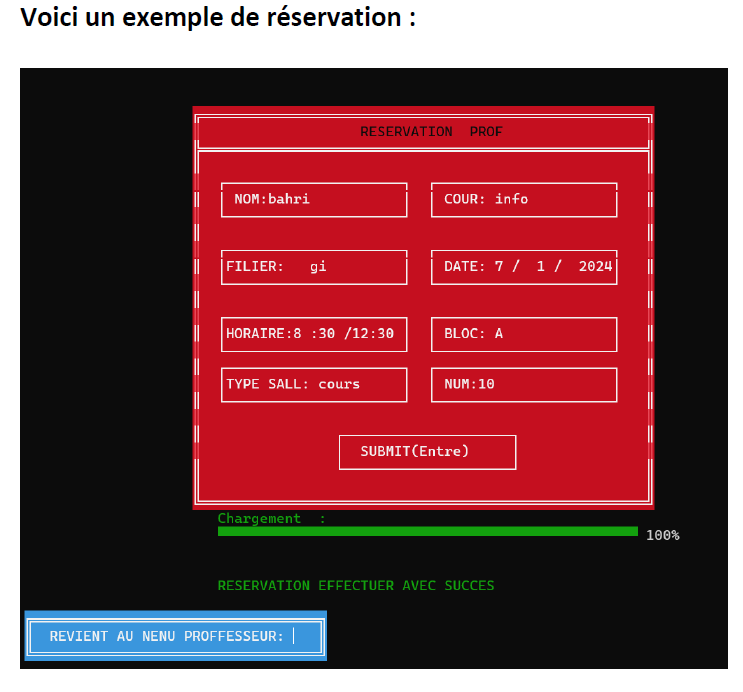 Voici un exemple de réservation :
RESERVATION  PROF
NOM:bahri
COUR: info
FILIER:   gi
DATE: 7 /  1 /  2024
HORAIRE:8 :30 /12:30
BLOC: A
TYPE SALL: cours
NUM:10
SUBMIT(Entre)
Chargement  :
100%
RESERVATION EFFECTUER AVEC SUCCES
REVIENT AU NENU PROFFESSEUR: